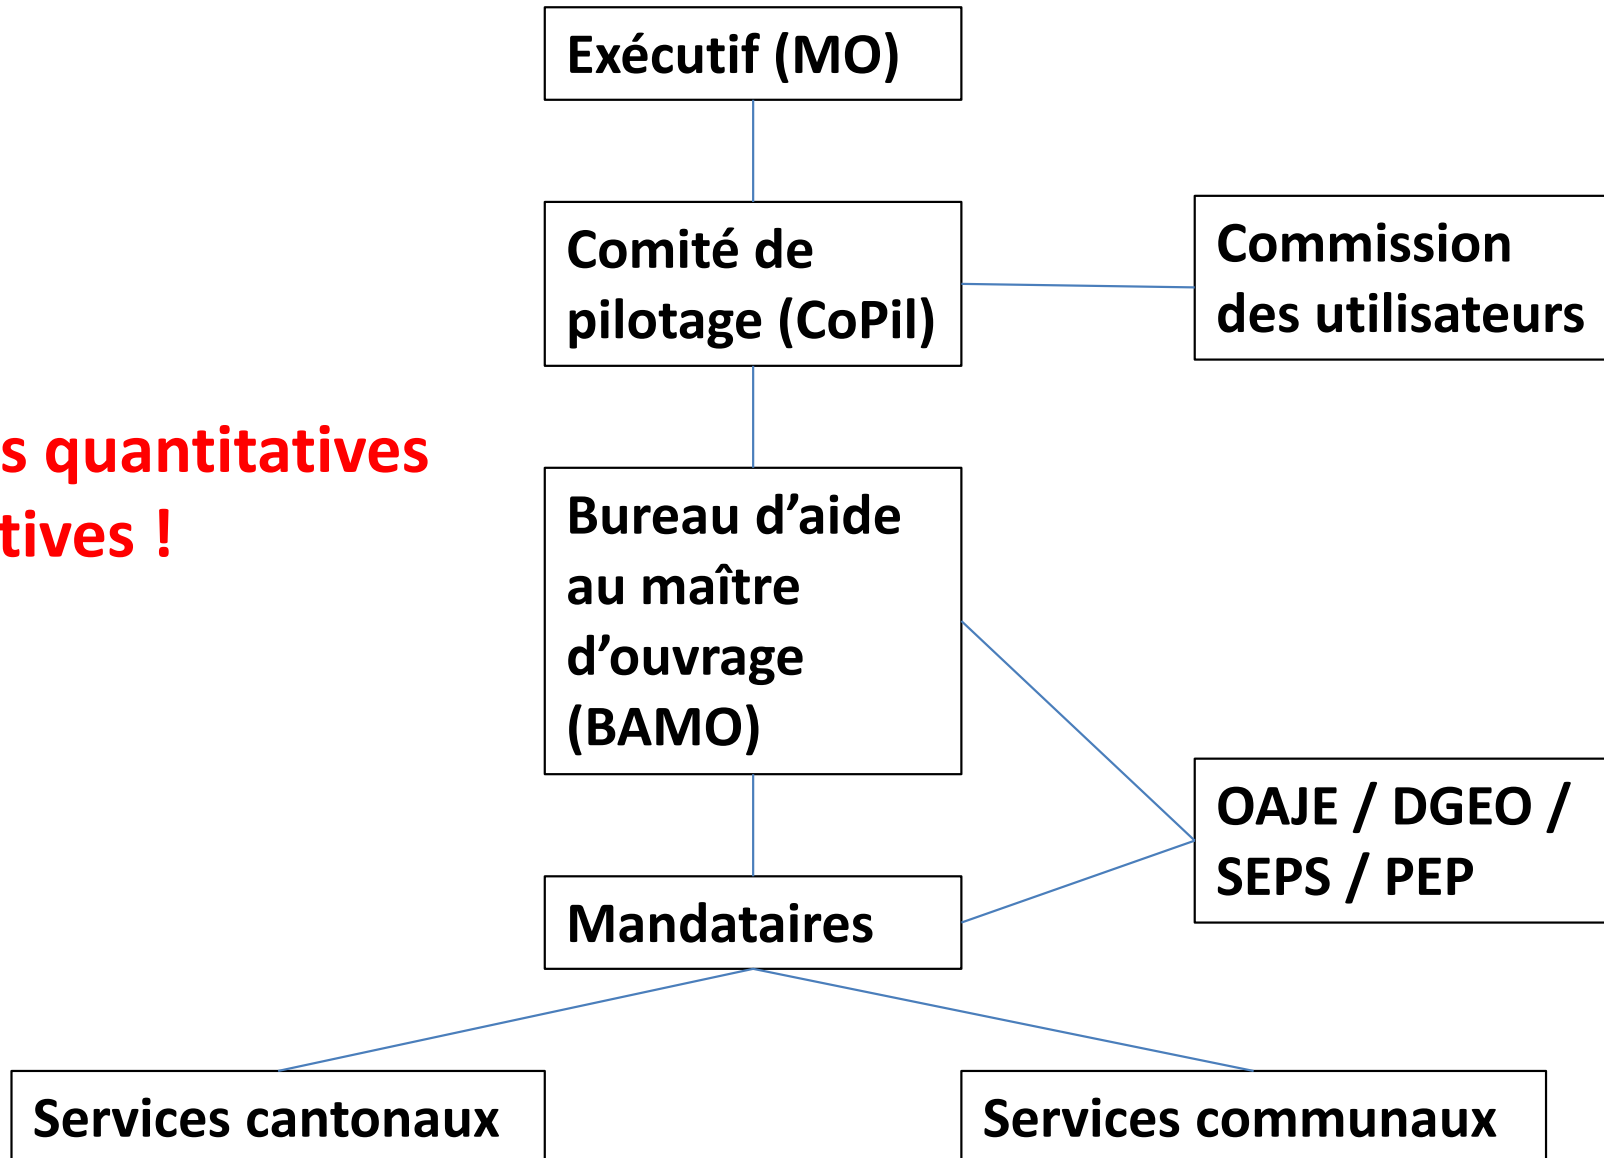 Exécutif (MO)
Comité de
pilotage (CoPil)
Commission
des utilisateurs
quantitatives
!
Bureau d’aide
au maître
d’ouvrage
(BAMO)
OAJE / DGEO /
SEPS / PEP
Mandataires
Services cantonaux
Services communaux